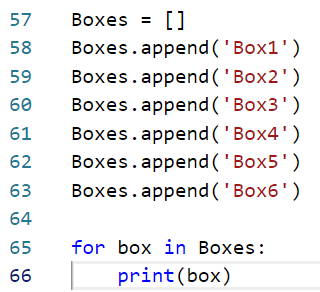 57 Boxes = []
58 Boxes.append('Box1')
59 Boxes.append('Box2')
60 Boxes.append('Box3')
61 Boxes.append('Box4')
62 Boxes.append('Box5')
63 Boxes.append('Box6')
64
65 for box in Boxes:
66     print(box)